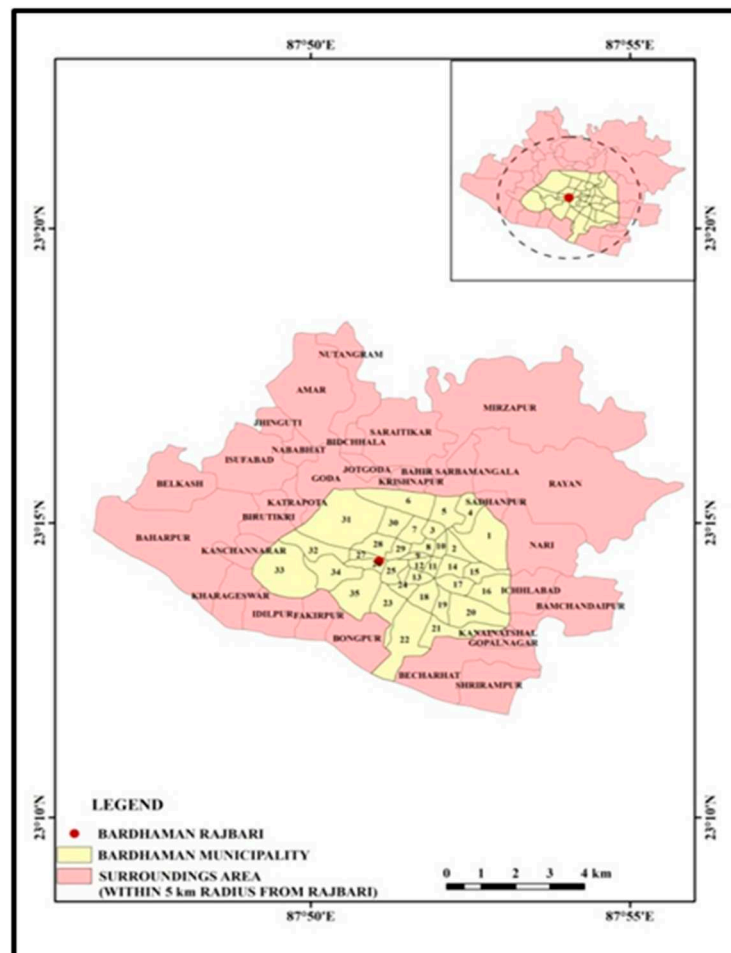 87°50'E 87°55'E
23°20'N 23°20'N
NUTANGRAM
AMAR
MIRZAPUR
JHINGUTI
SARAITIKAR
BIDCHHALA
NABABHAT
ISUFABAD
JOTGODA BAHIR SARBAMANGALA
GODA KRISHNAPUR
BELKASH RAYAN
KATRAPOTA 6 SADHANPUR
5 4
BIRUTIKRI 31 30 7 3 1
23°15'N 23°15'N
BAHARPUR NARI
KANCHANNAGAR 32 28 29 8 10 2
27 9
33 34 25 12 11 14 15
13
24 17 16 ICHHLABAD
KHARAGESWAR 35 23 18 19 BAMCHANDAIPUR
IDILPUR FAKIRPUR 20
21 KANAINATSHAL
BONGPUR 22 GOPALNAGAR
BECHARHAT
SHRIRAMPUR
23°10'N 23°10'N
LEGEND
BARDHAMAN RAJBARI
BARDHAMAN MUNICIPALITY
SURROUNDINGS AREA
(WITHIN 5 km RADIUS FROM RAJBARI)
0 1 2 3 4 km
87°50'E 87°55'E